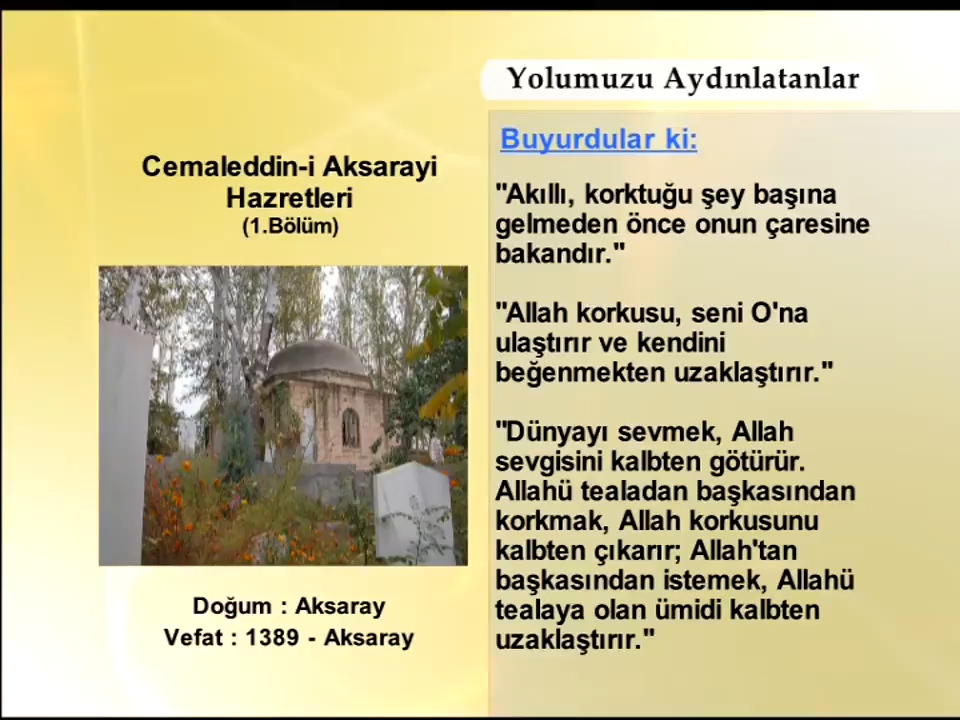 Yolumuzu Aydınlatanlar
Cemaleddin-i Aksarayi
Hazretleri
(1.Bölüm)
Doğum : Aksaray
Vefat : 1389 - Aksaray
Buyurdular ki:
"Akıllı, korktuğu şey başına
gelmeden önce onun çaresine
bakandır."
"Allah korkusu, seni O'na
ulaştırır ve kendini
beğenmekten uzaklaştırır."
"Dünyayı sevmek, Allah
sevgisini kalbten götürür.
Allahü tealadan başkasından
korkmak, Allah korkusunu
kalbten çıkarır; Allah'tan
başkasından istemek, Allahü
tealaya olan ümidi kalbten
uzaklaştırır."